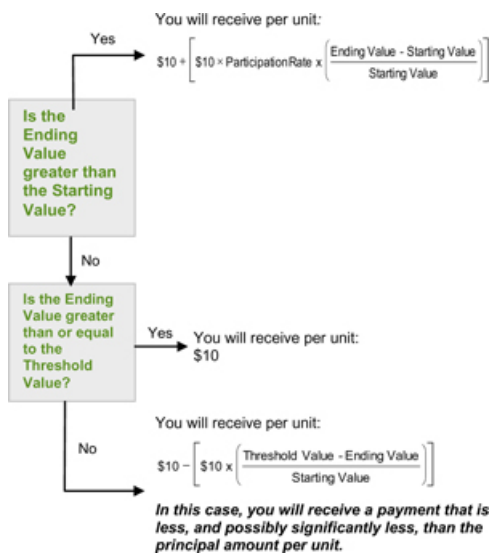 You will receive per unit:
Yes
$10 + [$10 × Participation Rate x (Ending Value - Starting Value / Starting Value)]
Is the
Ending
Value
greater than
the Starting
Value?
No
Is the Ending
Value greater
than or equal
to the
Threshold
Value?
Yes
You will receive per unit:
$10
You will receive per unit:
No
$10 − [$10 x (Threshold Value - Ending Value / Starting Value)]
In this case, you will receive a payment that is
less, and possibly significantly less, than the
principal amount per unit.